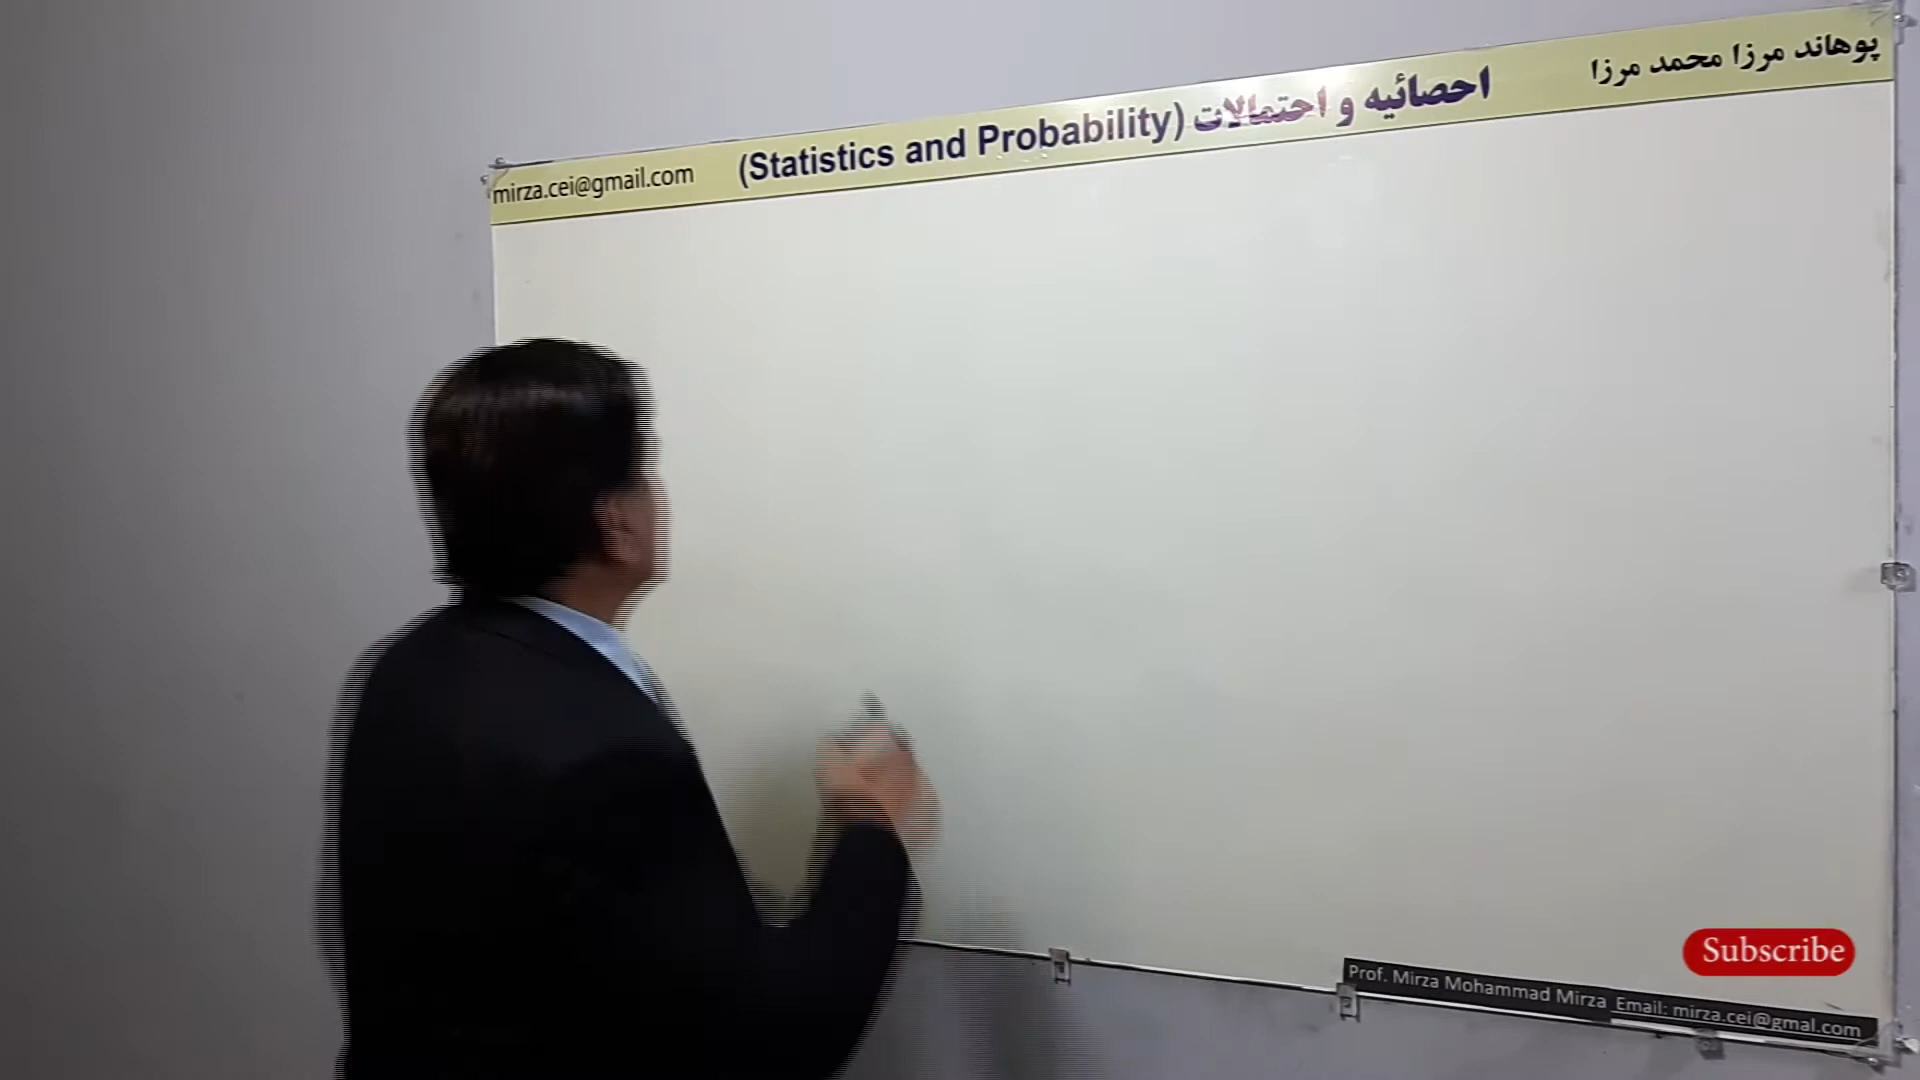 پوهاند مرزا محمد مرزا
احصائیه و احتمالات (Statistics and Probability)
mirza.cei@gmail.com
Subscribe
Prof. Mirza Mohammad Mirza Email: mirza.cei@gmal.com